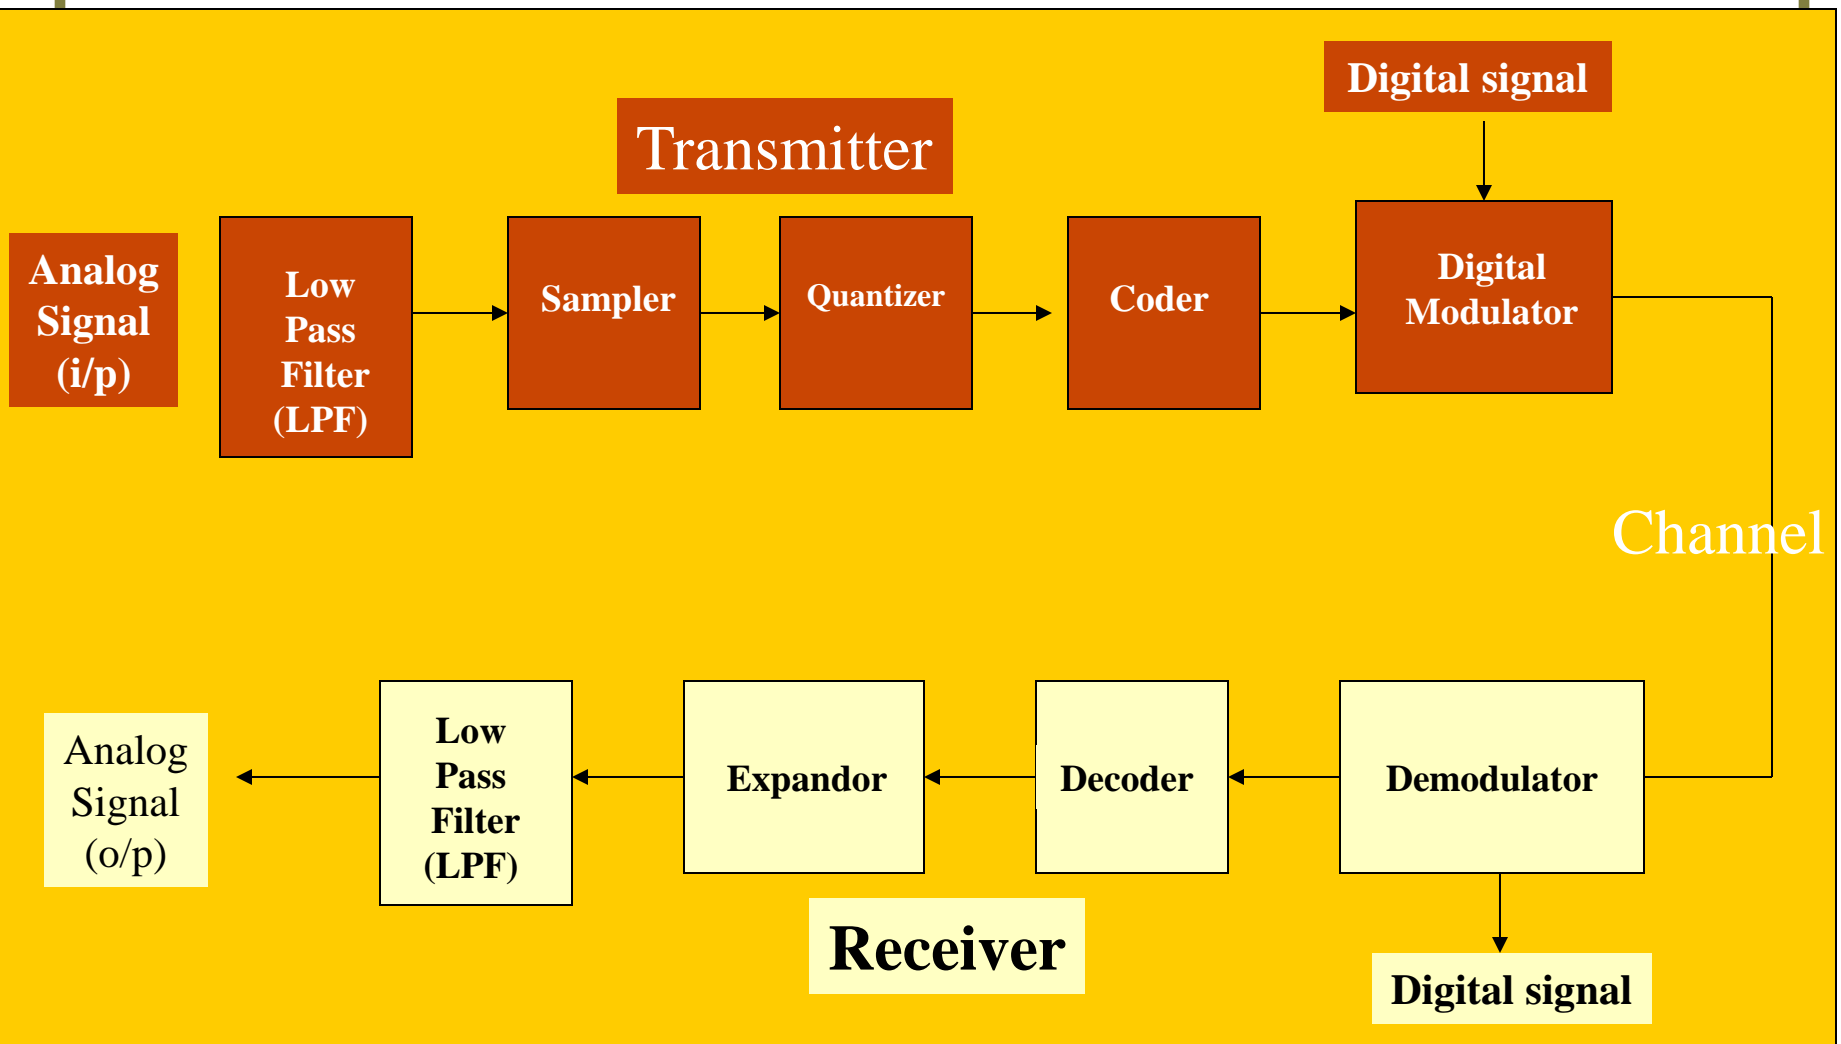 Digital signal
Transmitter
Analog
Signal
(i/p)
Low
Pass
Filter
(LPF)
Sampler
Quantizer
Coder
Digital
Modulator
Channel
Analog
Signal
(o/p)
Low
Pass
Filter
(LPF)
Expandor
Decoder
Demodulator
Receiver
Digital signal